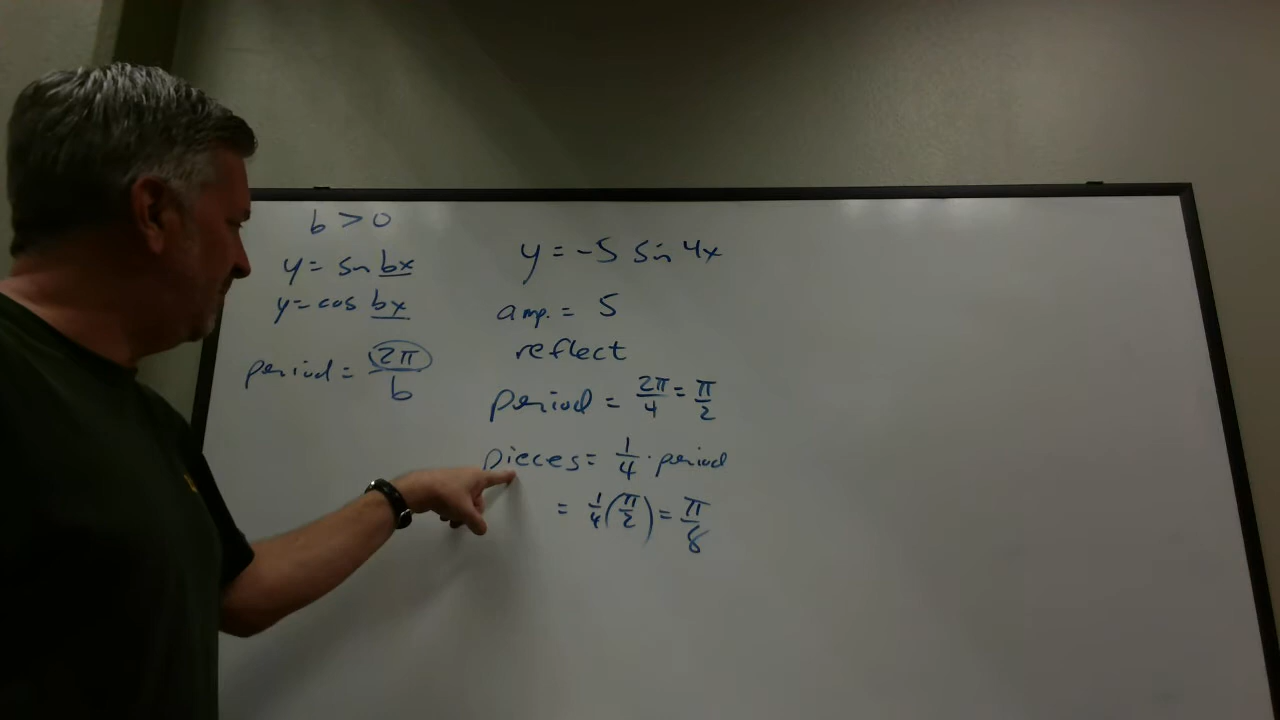 b > 0
y = sin bx
y = cos bx
period = 2π/b
y = -5 sin 4x
amp. = 5
reflect
period = 2π/4 = π/2
pieces = 1/4 · period
= 1/4 (π/2) = π/8